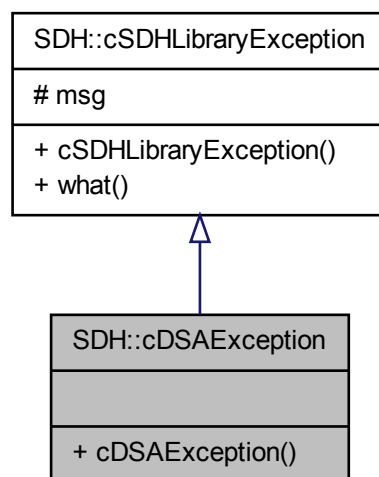 SDH::cSDHLibraryException
# msg
+ cSDHLibraryException()
+ what()
SDH::cDSAException
+ cDSAException()